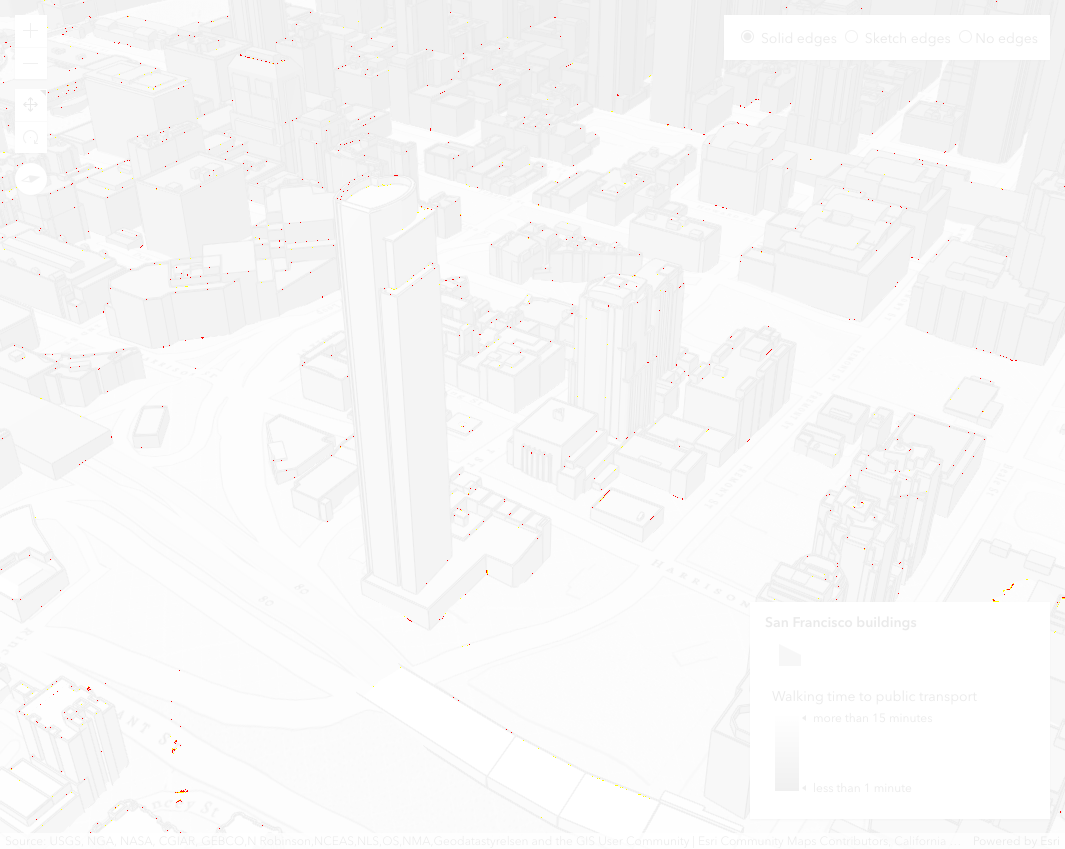 Solid edges Sketch edges No edges
HARRISON
San Francisco buildings
Walking time to public transport
more than 15 minutes
less than 1 minute
Source: USGS, NGA, NASA, CGIAR, GEBCO,N Robinson,NCEAS,NLS,OS,NMA,Geodatastyrelsen and the GIS User Community | Esri Community Maps Contributors, California ... Powered by Esri